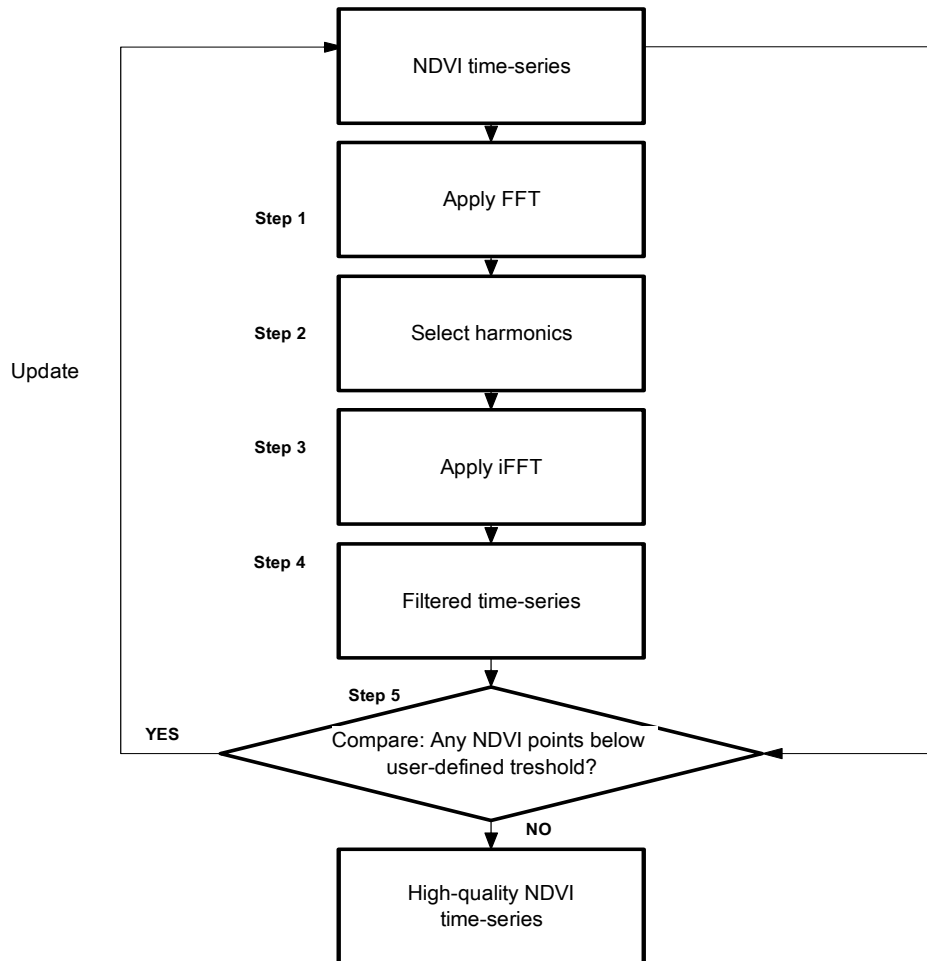 NDVI time-series
Apply FFT
Step 1
Select harmonics
Step 2
Update
Step 3
Apply iFFT
Step 4
Filtered time-series
Step 5
YES
Compare: Any NDVI points below
user-defined treshold?
NO
High-quality NDVI
time-series